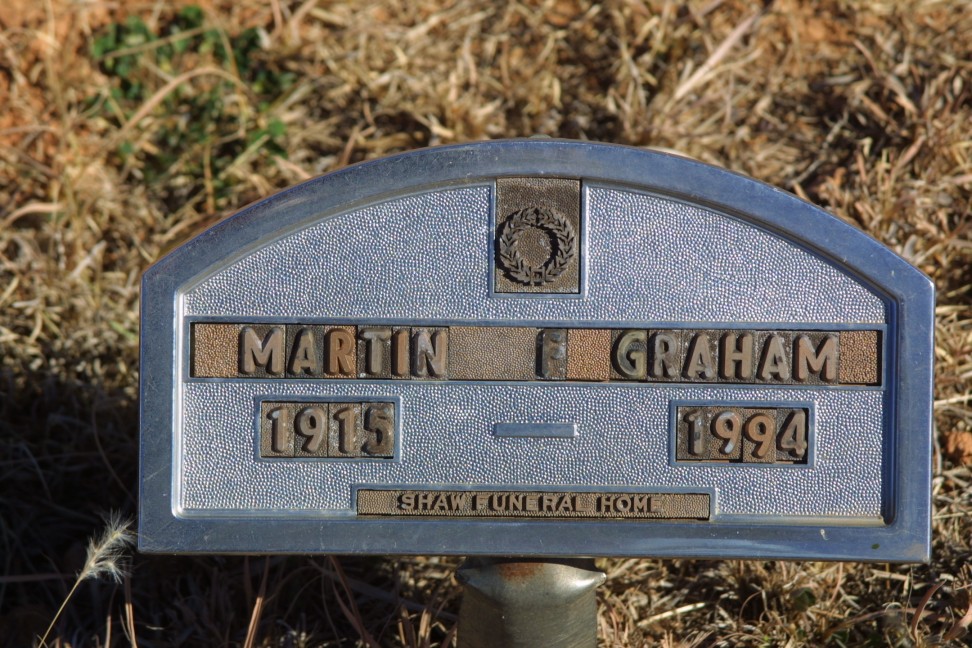 MARTIN F GRAHAM
1915 — 1994
SHAW FUNERAL HOME